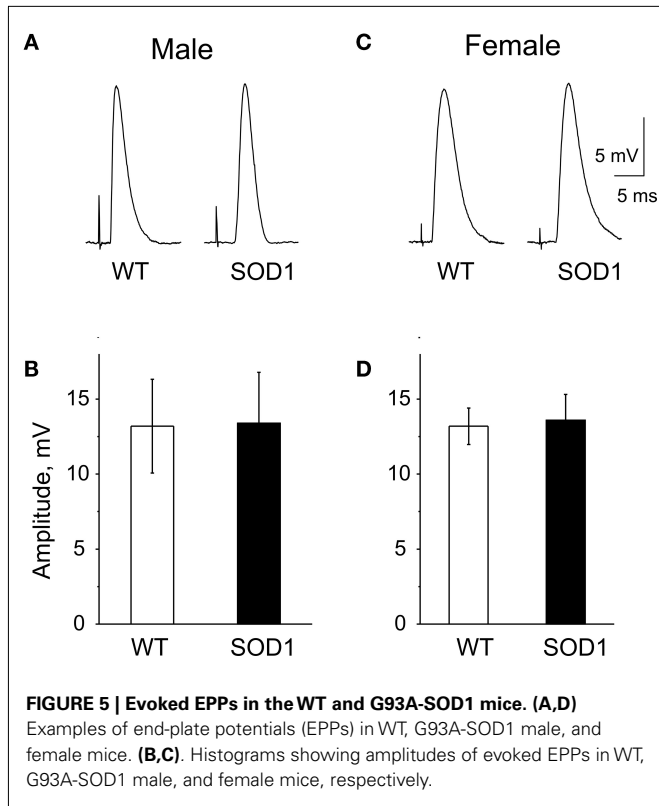 A
Male
C
Female
5 mV
5 ms
WT
SOD1
WT
SOD1
B
D
Amplitude, mV
15
10
5
0
WT
SOD1
15
10
5
0
WT
SOD1
FIGURE 5 | Evoked EPPs in the WT and G93A-SOD1 mice. (A,D)
Examples of end-plate potentials (EPPs) in WT, G93A-SOD1 male, and
female mice. (B,C). Histograms showing amplitudes of evoked EPPs in WT,
G93A-SOD1 male, and female mice, respectively.